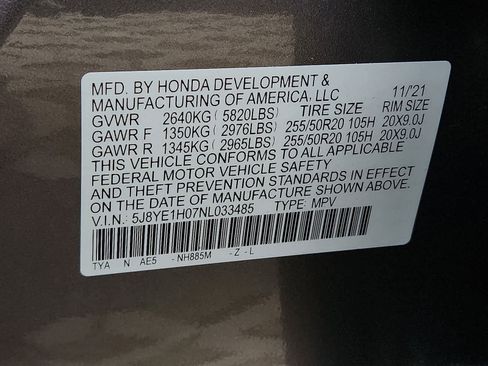 MFD. BY HONDA DEVELOPMENT &
MANUFACTURING OF AMERICA, LLC 11/'21
GVWR 2640KG( 5820LBS) TIRE SIZE RIM SIZE
GAWR F 1350KG( 2976LBS) 255/50R20 105H 20X9.0J
GAWR R 1345KG( 2965LBS) 255/50R20 105H 20X9.0J
THIS VEHICLE CONFORMS TO ALL APPLICABLE
FEDERAL MOTOR VEHICLE SAFETY
AND THEFT PREVENTION STANDARDS IN EFFECT
ON THE DATE OF MANUFACTURE SHOWN ABOVE.
V.I.N: 5J8YE1H07NL033485 TYPE: MPV
TYA N AE5 -NH885M -Z -L